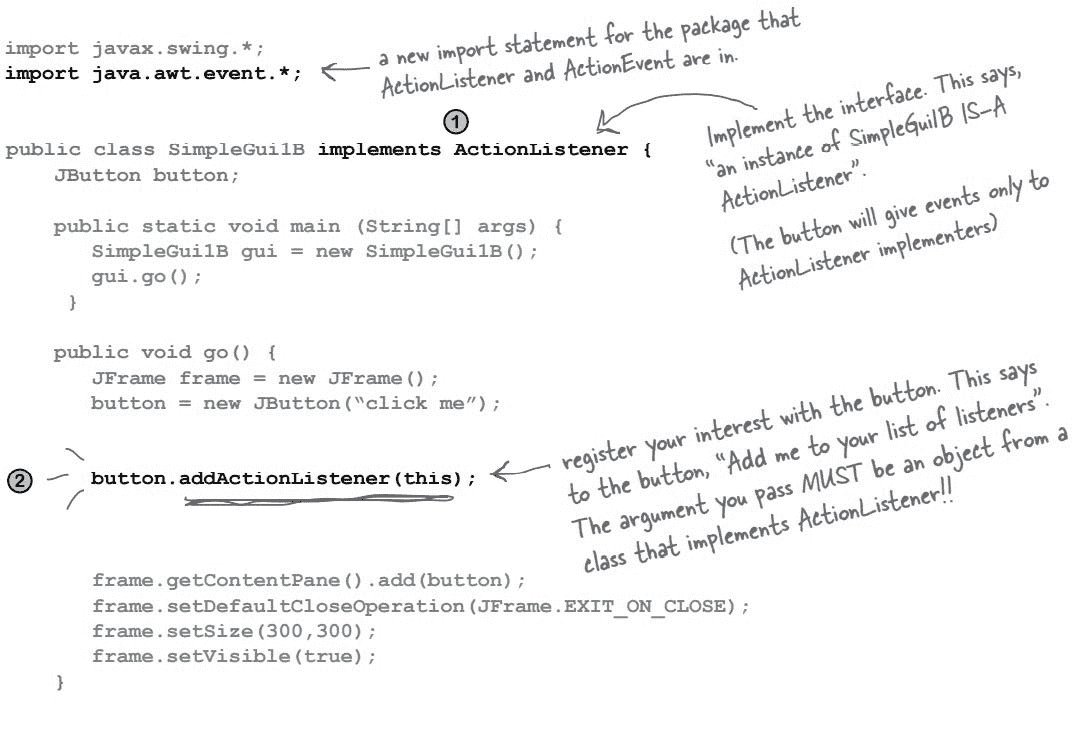 import javax.swing.*;
import java.awt.event.*;
a new import statement for the package that
ActionListener and ActionEvent are in.
1
public class SimpleGui1B implements ActionListener {
JButton button;
Implement the interface. This says,
“an instance of SimpleGuiIB IS-A
ActionListener”.
(The button will give events only to
ActionListener implementers)
public static void main (String[] args) {
SimpleGui1B gui = new SimpleGui1B();
gui.go();
}
public void go() {
JFrame frame = new JFrame();
button = new JButton(“click me”);
2
button.addActionListener(this);
register your interest with the button. This says
to the button, “Add me to your list of listeners”.
The argument you pass MUST be an object from a
class that implements ActionListener!!
frame.getContentPane().add(button);
frame.setDefaultCloseOperation(JFrame.EXIT_ON_CLOSE);
frame.setSize(300,300);
frame.setVisible(true);
}